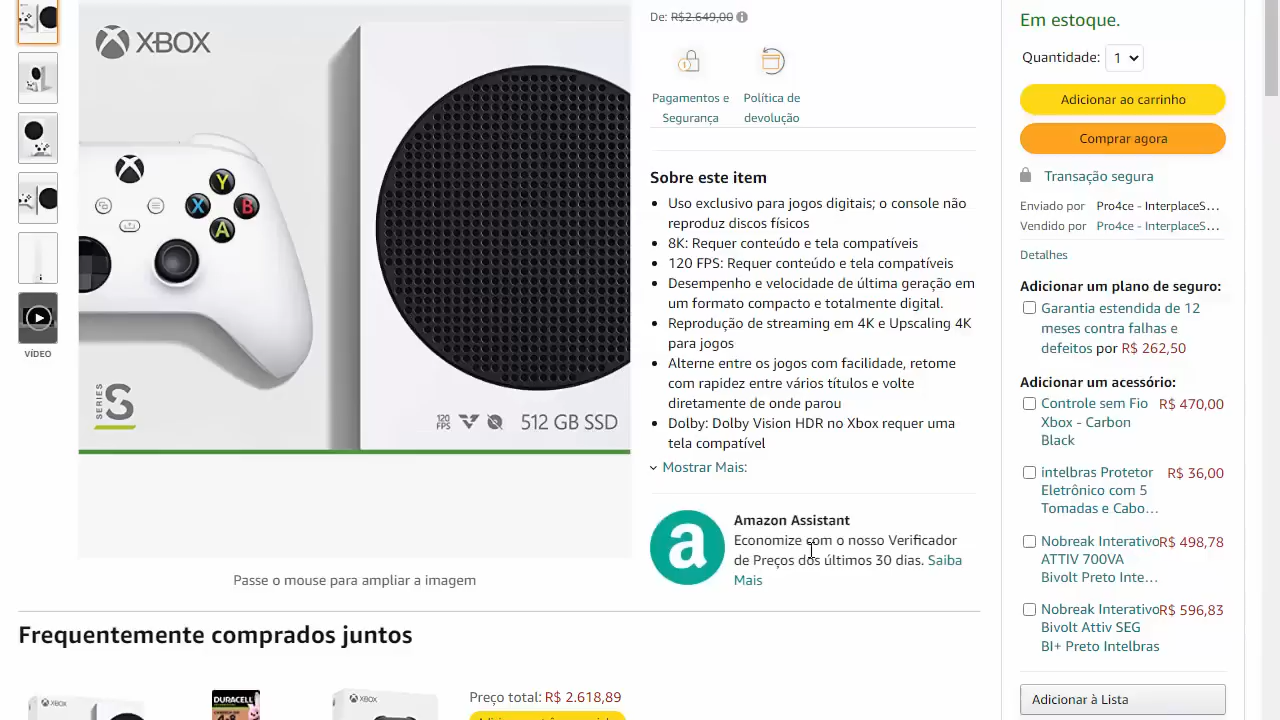 XBOX
Y
X
B
A
SERIES
S
120
FPS
512 GB SSD
VÍDEO
Passe o mouse para ampliar a imagem
De: R$2.649,00
Pagamentos e
Segurança
Política de
devolução
Sobre este item
Uso exclusivo para jogos digitais; o console não
reproduz discos físicos
8K: Requer conteúdo e tela compatíveis
120 FPS: Requer conteúdo e tela compatíveis
Desempenho e velocidade de última geração em
um formato compacto e totalmente digital.
Reprodução de streaming em 4K e Upscaling 4K
para jogos
Alterne entre os jogos com facilidade, retome
com rapidez entre vários títulos e volte
diretamente de onde parou
Dolby: Dolby Vision HDR no Xbox requer uma
tela compatível
Mostrar Mais:
a
Amazon Assistant
Economize com o nosso Verificador
de Preços dos últimos 30 dias. Saiba
Mais
Em estoque.
Quantidade: 1
Adicionar ao carrinho
Comprar agora
Transação segura
Enviado por Pro4ce - InterplaceS...
Vendido por Pro4ce - InterplaceS...
Detalhes
Adicionar um plano de seguro:
Garantia estendida de 12
meses contra falhas e
defeitos por R$ 262,50
Adicionar um acessório:
Controle sem Fio R$ 470,00
Xbox - Carbon
Black
intelbras Protetor R$ 36,00
Eletrônico com 5
Tomadas e Cabo...
Nobreak Interativo R$ 498,78
ATTIV 700VA
Bivolt Preto Inte...
Nobreak Interativo R$ 596,83
Bivolt Attiv SEG
BI+ Preto Intelbras
Adicionar à Lista
Frequentemente comprados juntos
XBOX
DURACELL
XBOX
Preço total: R$ 2.618,89